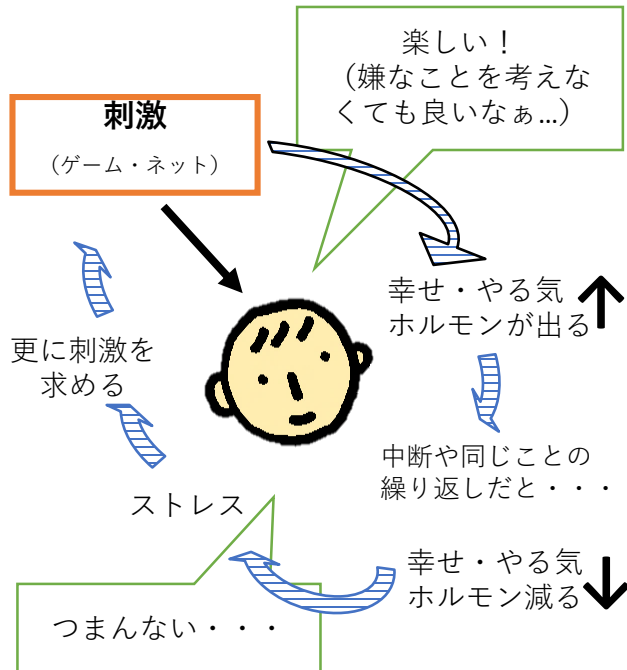 楽しい！
（嫌なことを考えな
くても良いなぁ…）
刺激
（ゲーム・ネット）
幸せ・やる気
ホルモンが出る
中断や同じことの
繰り返しだと・・・
幸せ・やる気
ホルモン減る
ストレス
つまんない・・・
更に刺激を
求める